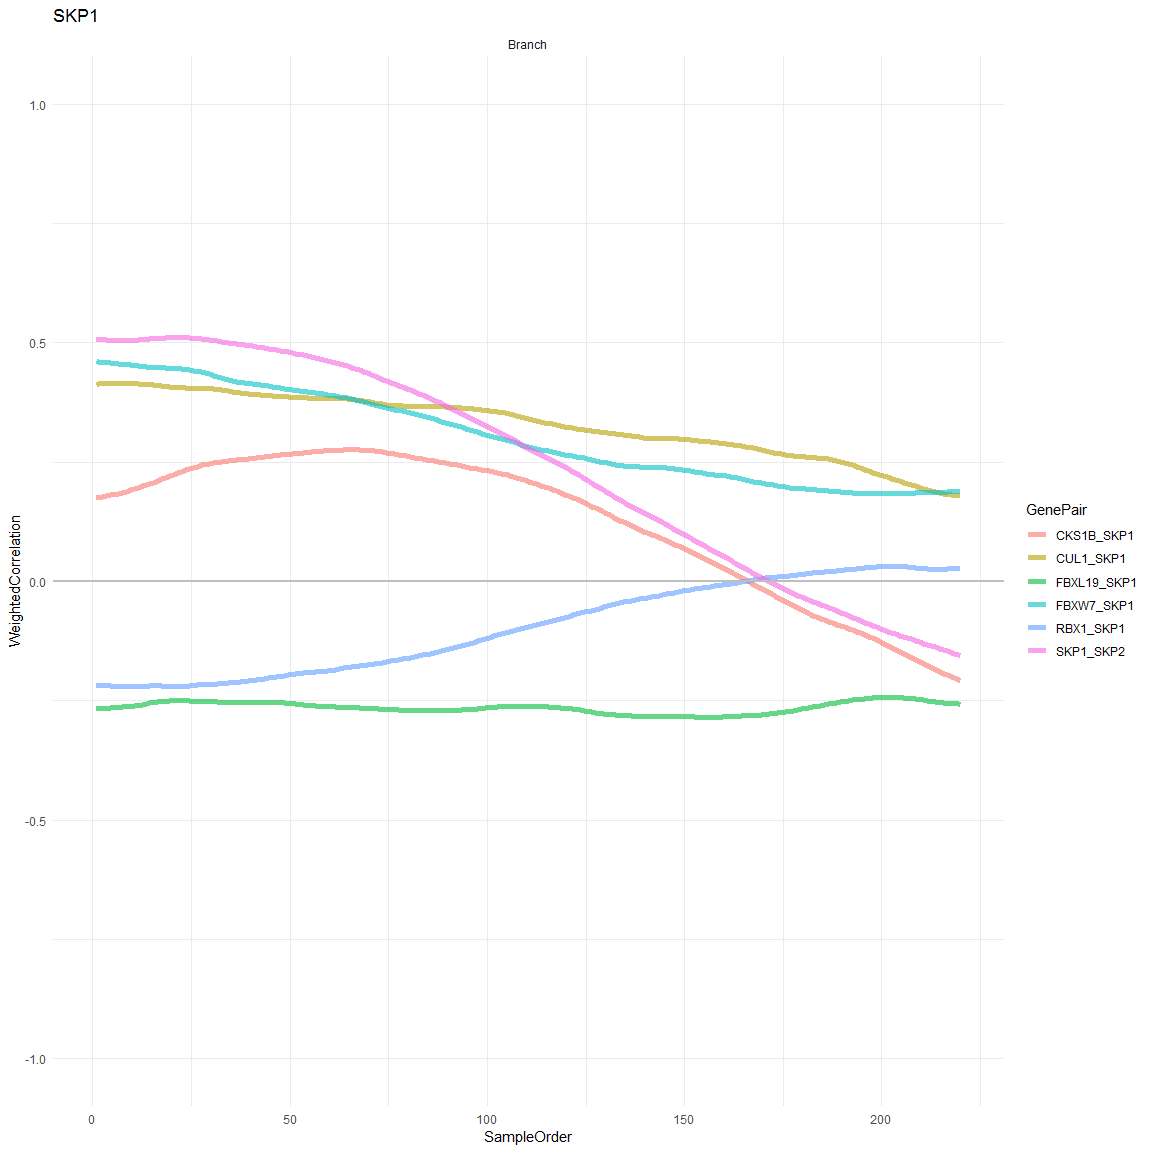 SKP1
Branch
1.0
0.5
0.0
-0.5
-1.0
WeightedCorrelation
0
50
100
150
200
SampleOrder
GenePair
CKS1B_SKP1
CUL1_SKP1
FBXL19_SKP1
FBXW7_SKP1
RBX1_SKP1
SKP1_SKP2